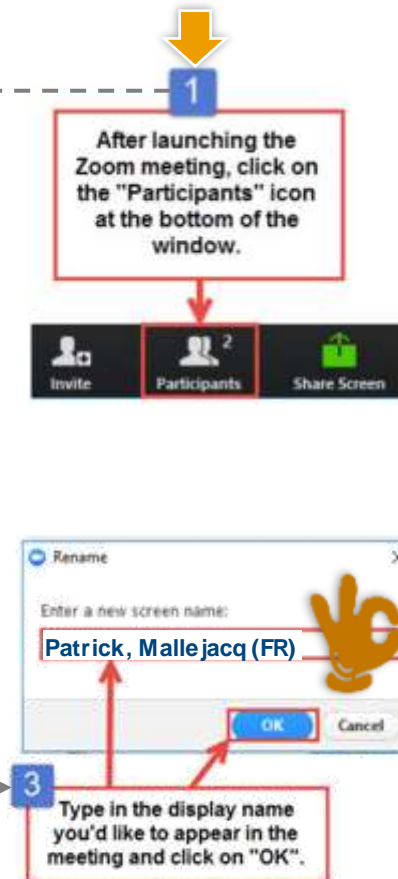 1
After launching the
Zoom meeting, click on
the "Participants" icon
at the bottom of the
window.
2
Invite
Participants
Share Screen
Rename
X
Enter a new screen name:
Patrick, Mallejacq (FR)
OK
Cancel
3
Type in the display name
you'd like to appear in the
meeting and click on "OK".